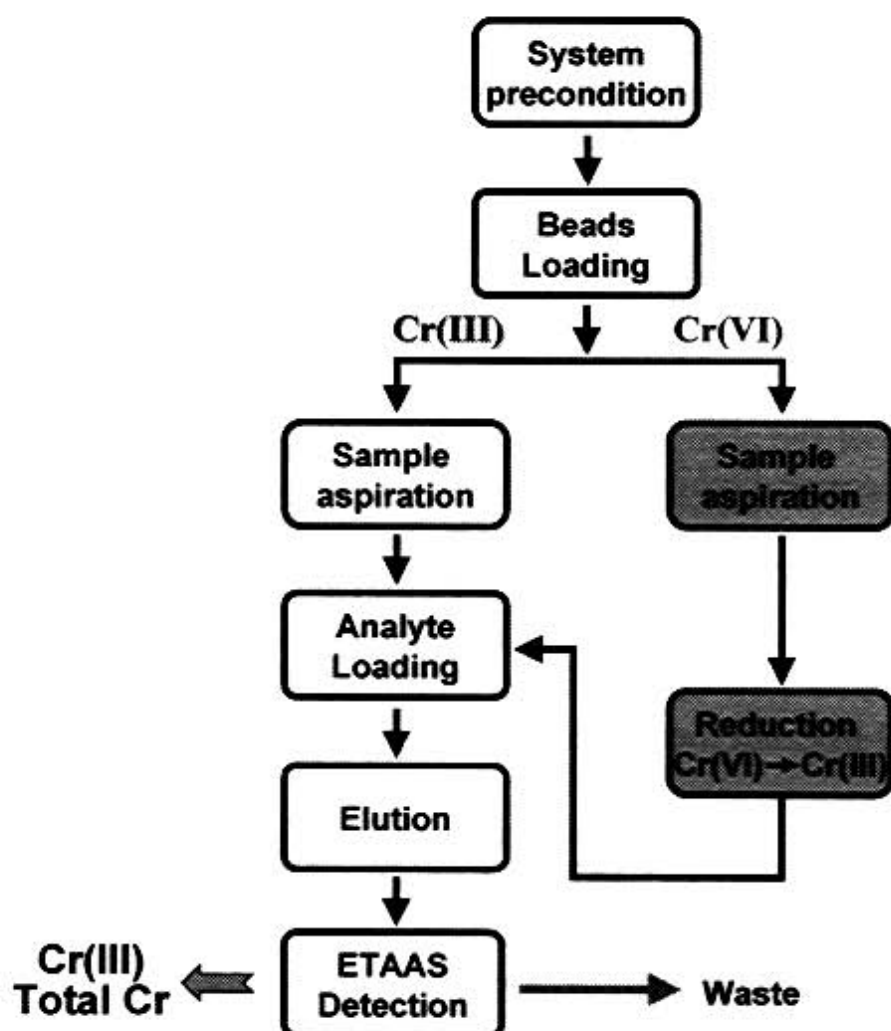 System
precondition
Beads
Loading
Cr(III)
Cr(VI)
Sample
aspiration
Sample
aspiration
Analyte
Loading
Reduction
Cr(VI)→Cr(III)
Elution
ETAAS
Detection
Cr(III)
Total Cr
Waste